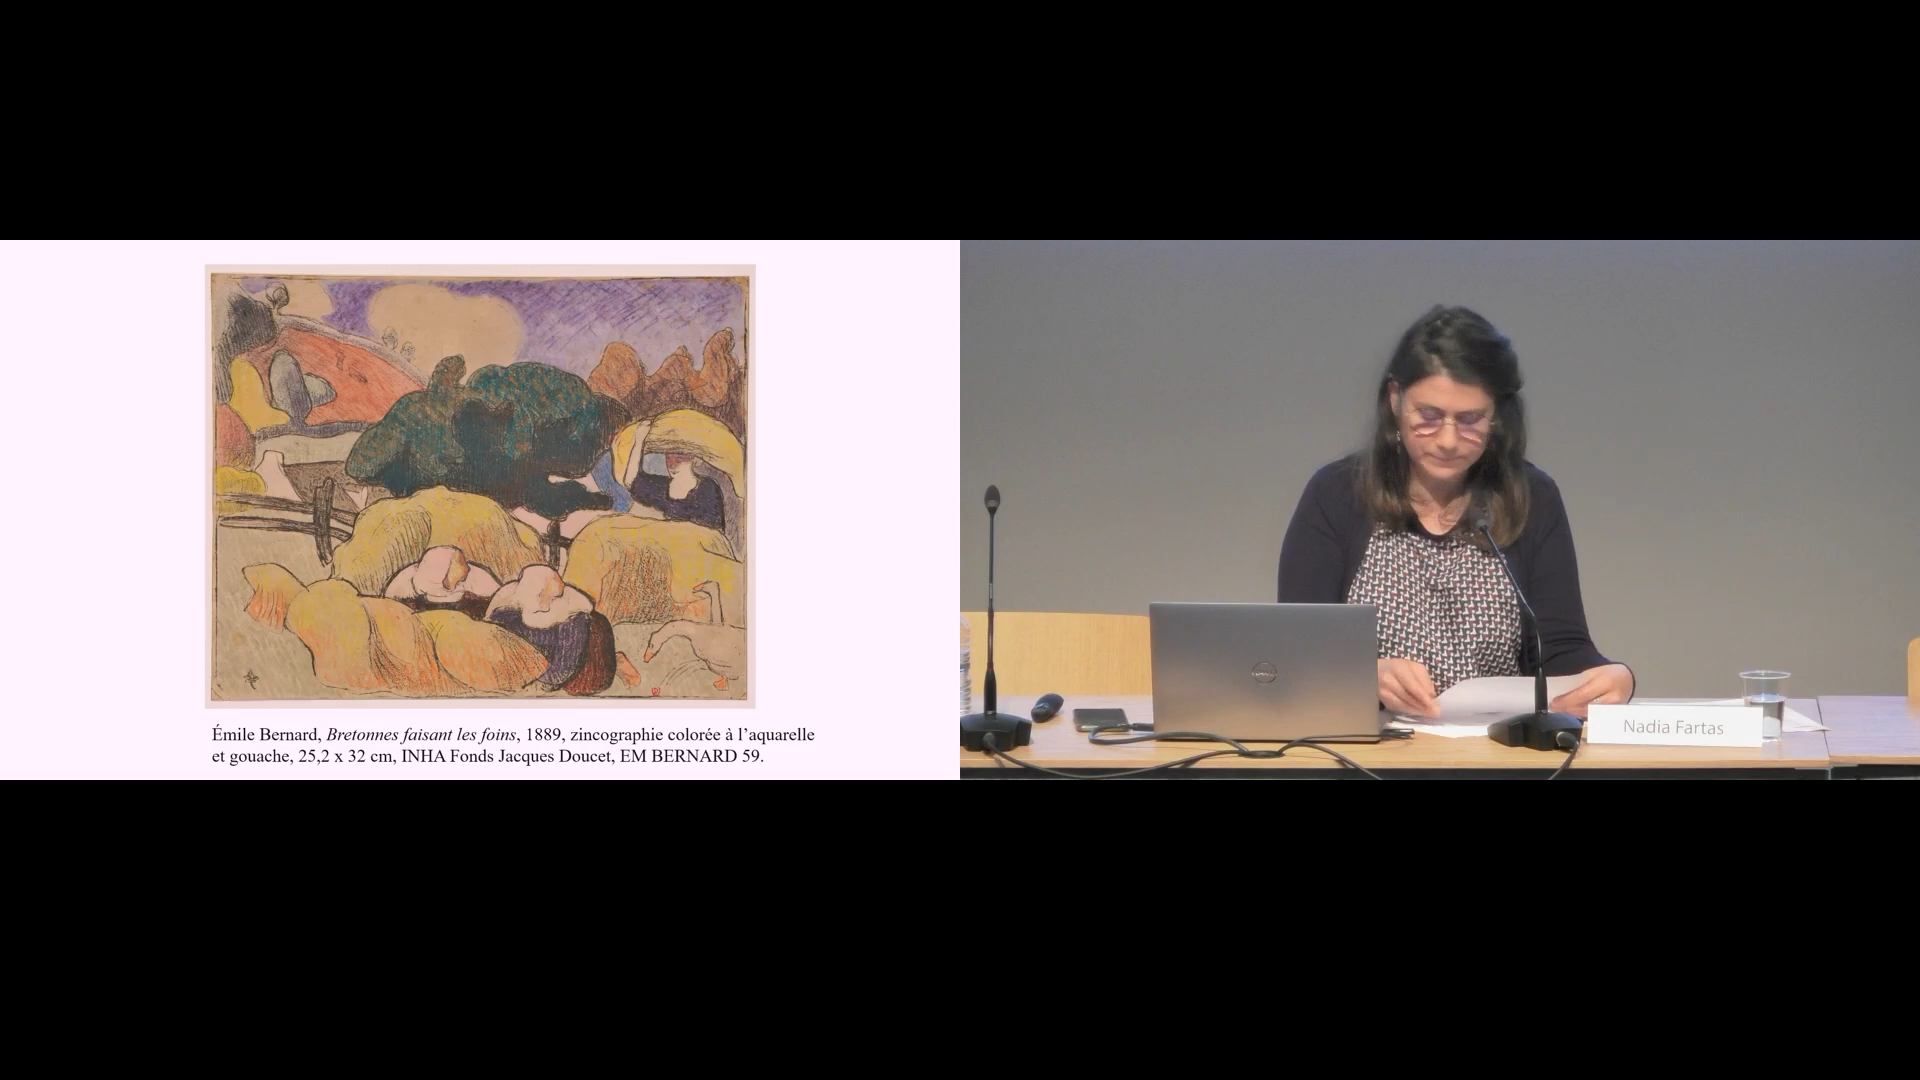 Émile Bernard, Bretonnes faisant les foins, 1889, zincographie colorée à l’aquarelle
et gouache, 25,2 x 32 cm, INHA Fonds Jacques Doucet, EM BERNARD 59.
DELL
Nadia Fartas